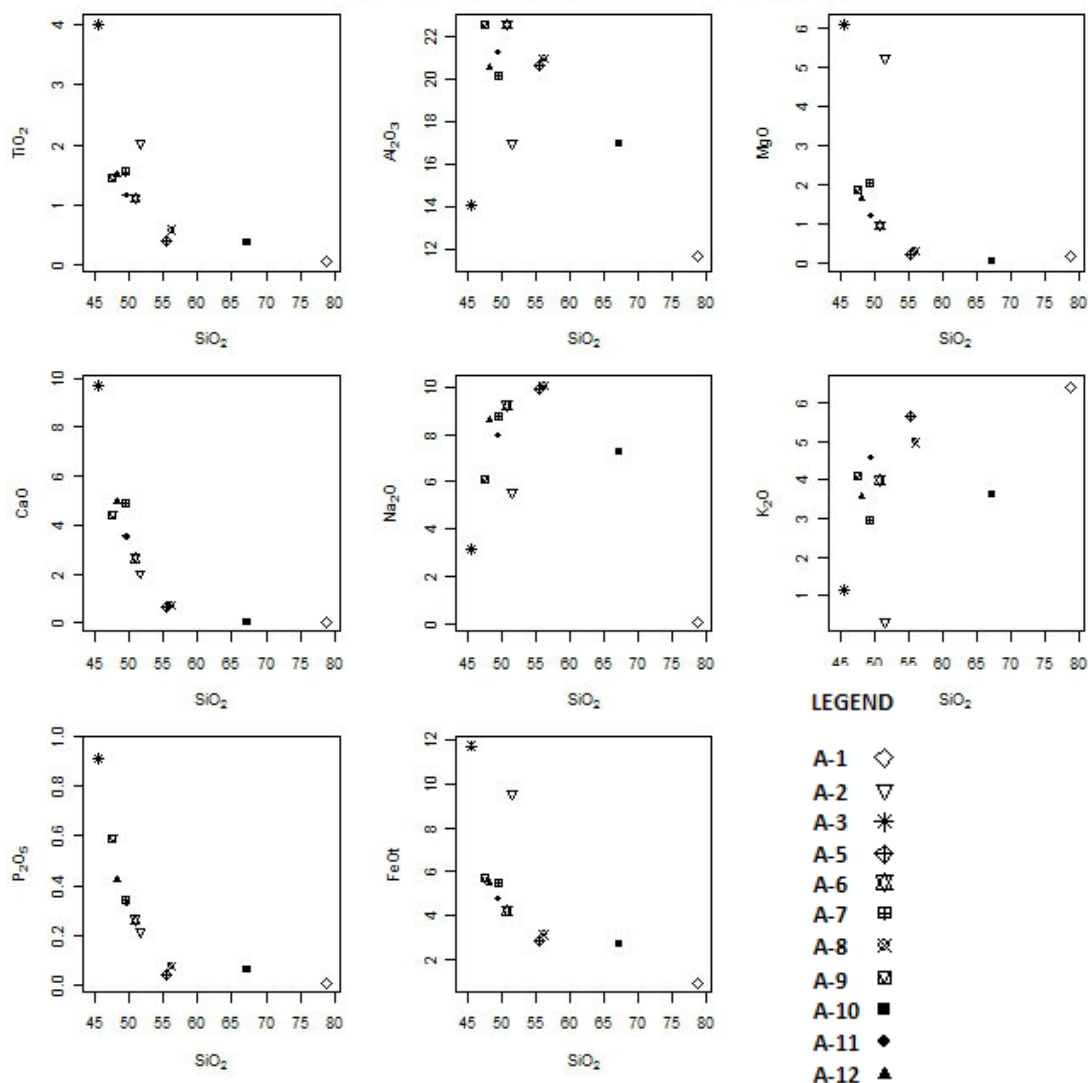 TiO₂
4
3
2
1
0
45 50 55 60 65 70 75 80
SiO₂
Al₂O₃
22
20
18
16
14
12
45 50 55 60 65 70 75 80
SiO₂
MgO
6
5
4
3
2
1
0
45 50 55 60 65 70 75 80
SiO₂
CaO
10
8
6
4
2
0
45 50 55 60 65 70 75 80
SiO₂
Na₂O
10
8
6
4
2
0
45 50 55 60 65 70 75 80
SiO₂
K₂O
6
5
4
3
2
1
45 50 55 60 65 70 75 80
SiO₂
P₂O₅
1.0
0.8
0.6
0.4
0.2
0.0
45 50 55 60 65 70 75 80
SiO₂
FeOt
12
10
8
6
4
2
45 50 55 60 65 70 75 80
SiO₂
LEGEND
A-1
A-2
A-3
A-5
A-6
A-7
A-8
A-9
A-10
A-11
A-12